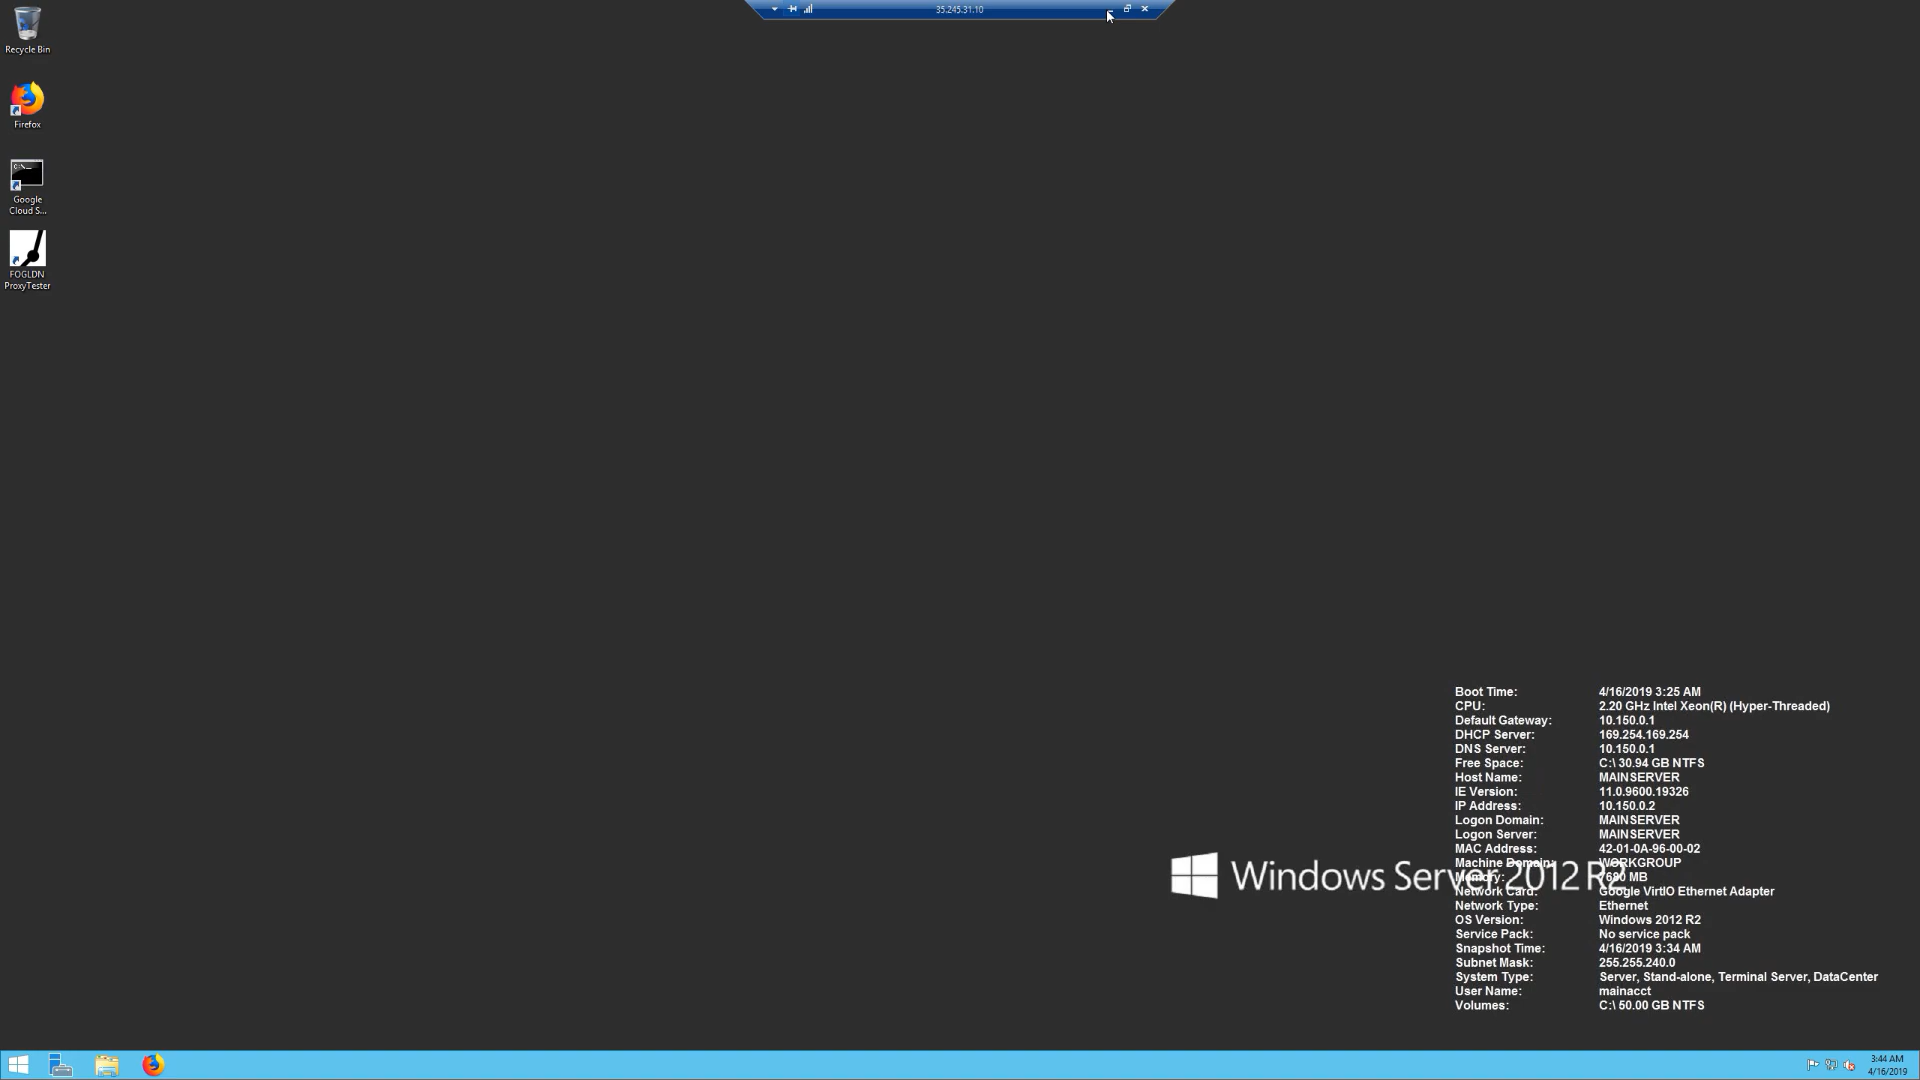 35.245.31.10
Recycle Bin
Firefox
Google
Cloud S...
FOGLDN
ProxyTester
Boot Time: 4/16/2019 3:25 AM
CPU: 2.20 GHz Intel Xeon(R) (Hyper-Threaded)
Default Gateway: 10.150.0.1
DHCP Server: 169.254.169.254
DNS Server: 10.150.0.1
Free Space: C:\ 30.94 GB NTFS
Host Name: MAINSERVER
IE Version: 11.0.9600.19326
IP Address: 10.150.0.2
Logon Domain: MAINSERVER
Logon Server: MAINSERVER
MAC Address: 42-01-0A-96-00-02
Machine Domain: WORKGROUP
Memory: 7680 MB
Windows Server 2012 R2
Network Card: Google VirtIO Ethernet Adapter
Network Type: Ethernet
OS Version: Windows 2012 R2
Service Pack: No service pack
Snapshot Time: 4/16/2019 3:34 AM
Subnet Mask: 255.255.240.0
System Type: Server, Stand-alone, Terminal Server, DataCenter
User Name: mainacct
Volumes: C:\ 50.00 GB NTFS
3:44 AM
4/16/2019